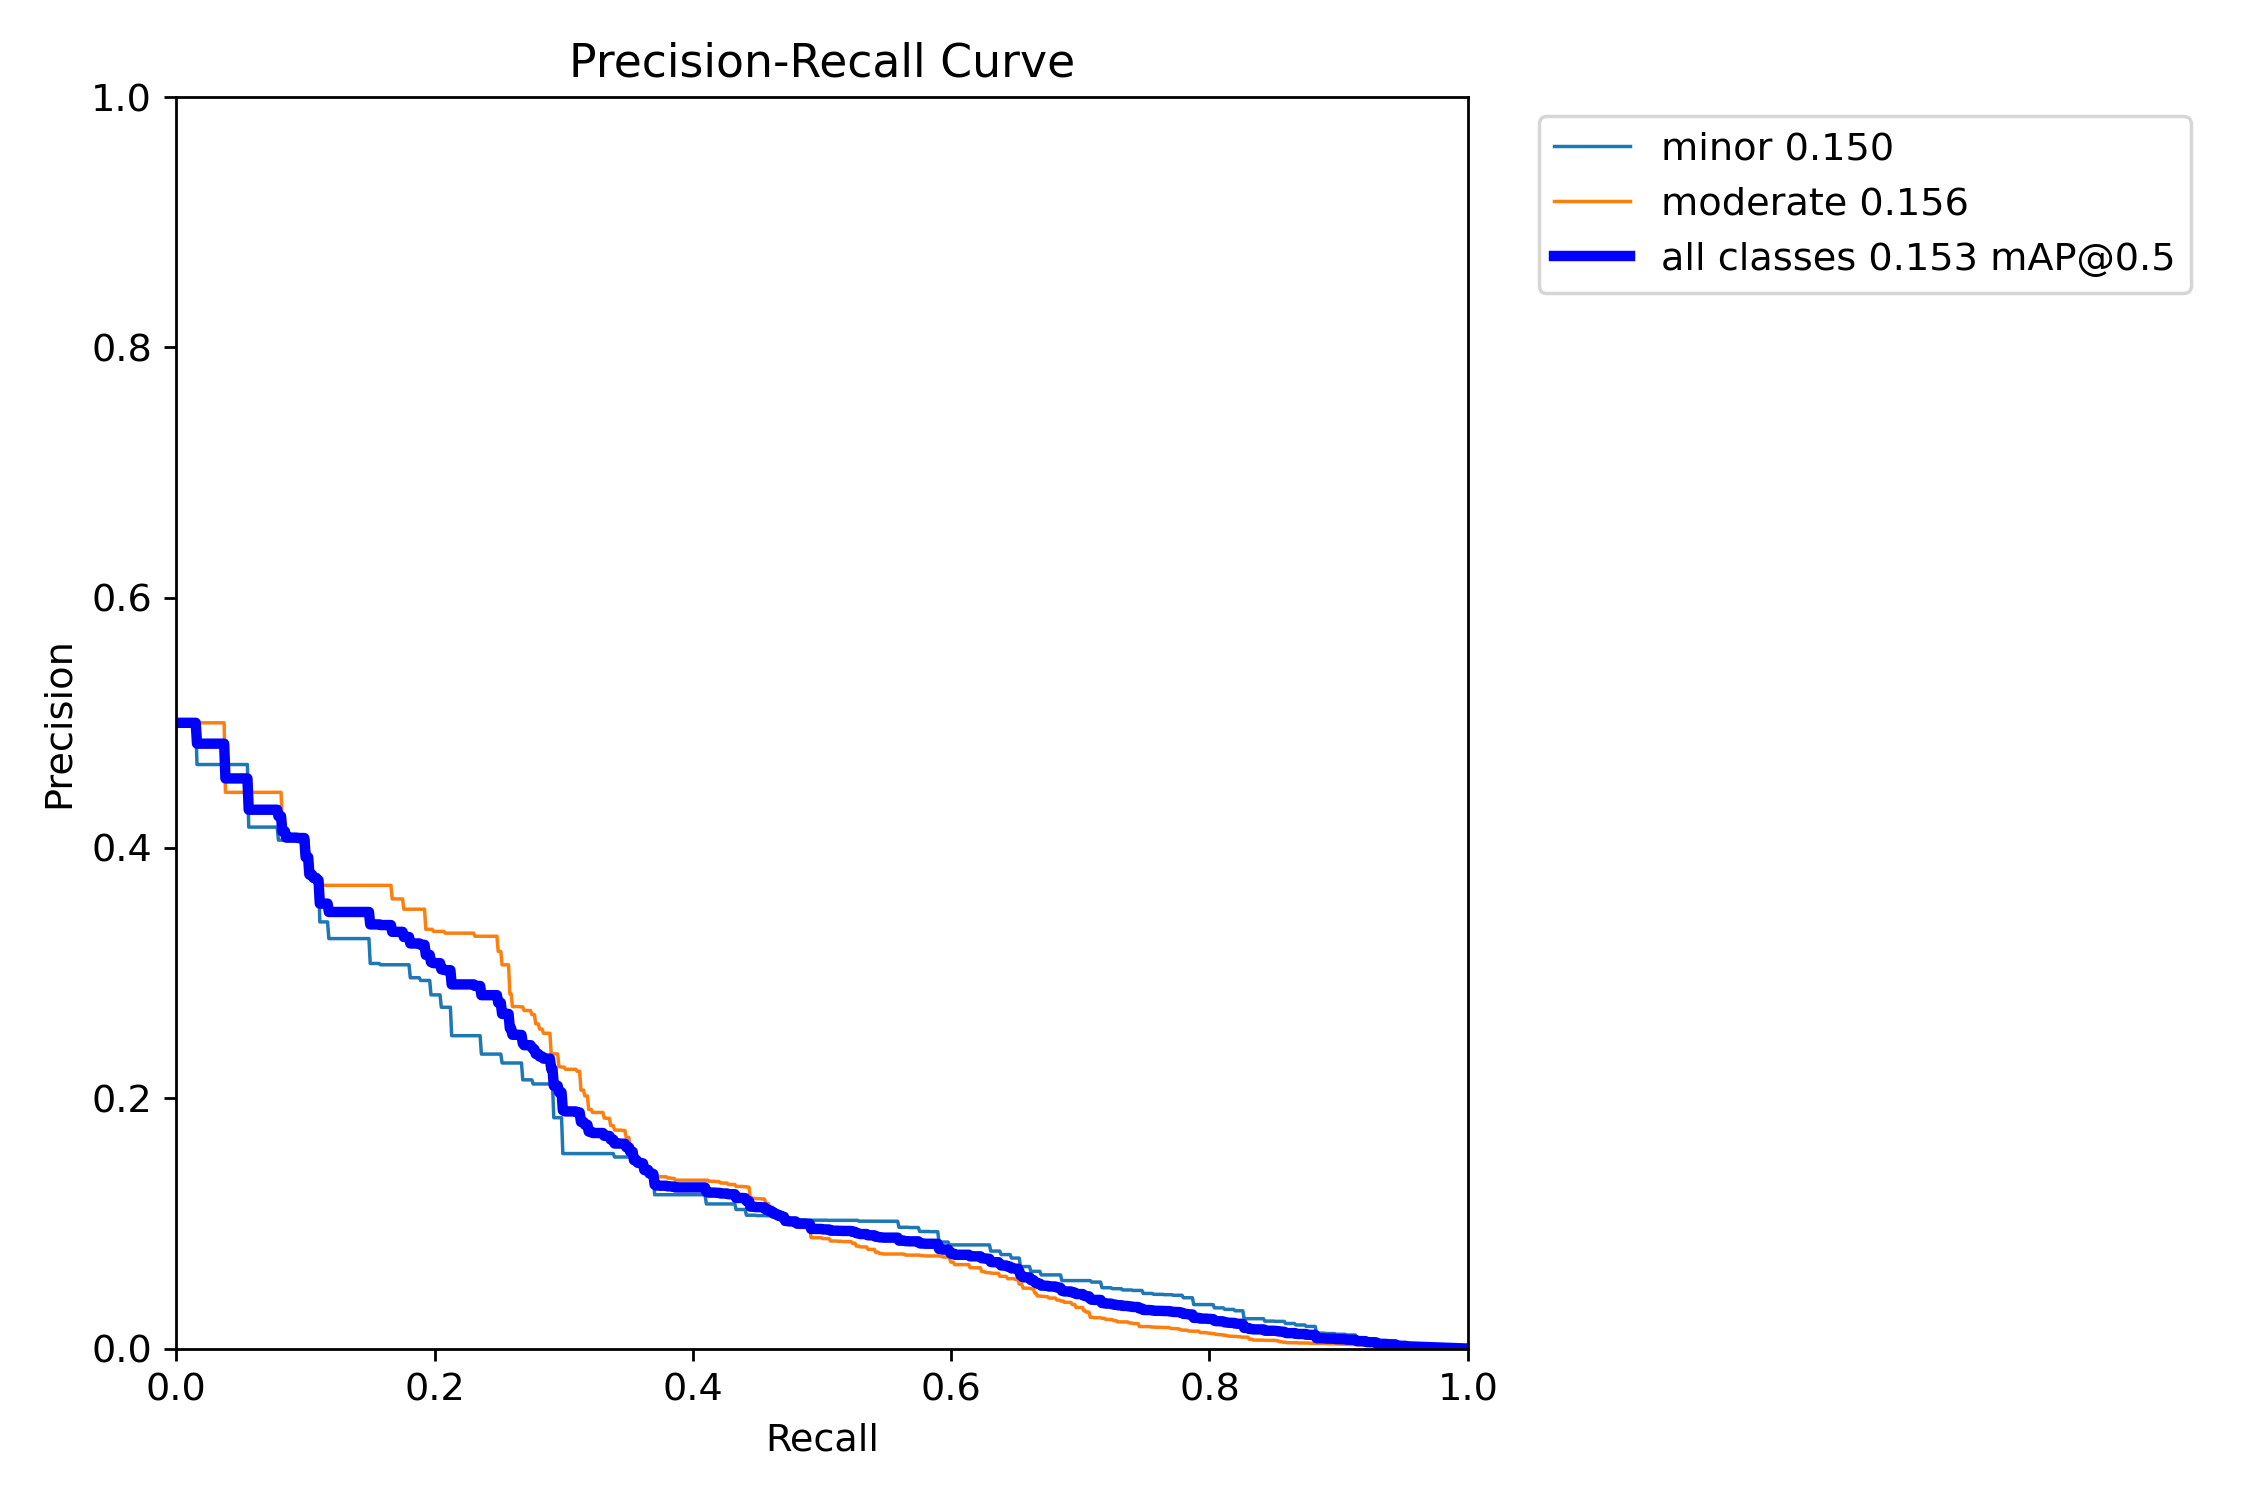 Precision-Recall Curve
1.0
0.8
0.6
0.4
0.2
0.0
Precision
0.0 0.2 0.4 0.6 0.8 1.0
Recall
minor 0.150
moderate 0.156
all classes 0.153 mAP@0.5